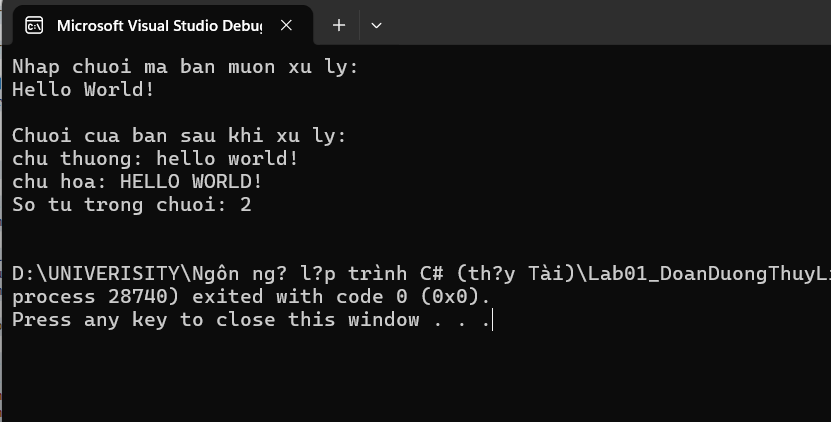 Microsoft Visual Studio Debug
Nhap chuoi ma ban muon xu ly:
Hello World!
Chuoi cua ban sau khi xu ly:
chu thuong: hello world!
chu hoa: HELLO WORLD!
So tu trong chuoi: 2
D:\UNIVERISITY\Ngôn ng? l?p trình C# (th?y Tài)\Lab01_DoanDuongThuyLi
process 28740) exited with code 0 (0x0).
Press any key to close this window . . .